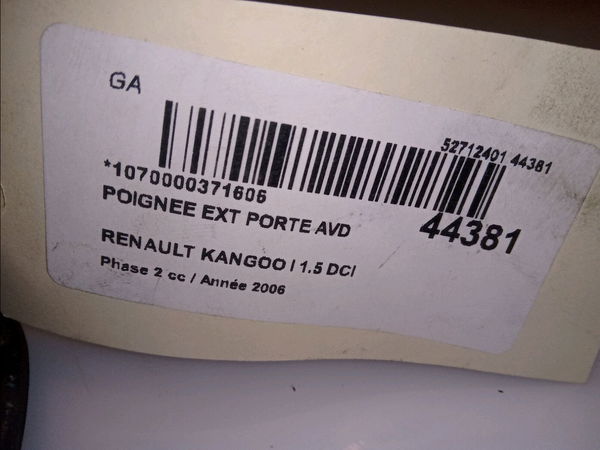 GA
52712401 44381
*1070000371606
44381
POIGNEE EXT PORTE AVD
RENAULT KANGOO I 1.5 DCI
Phase 2 cc / Année 2006